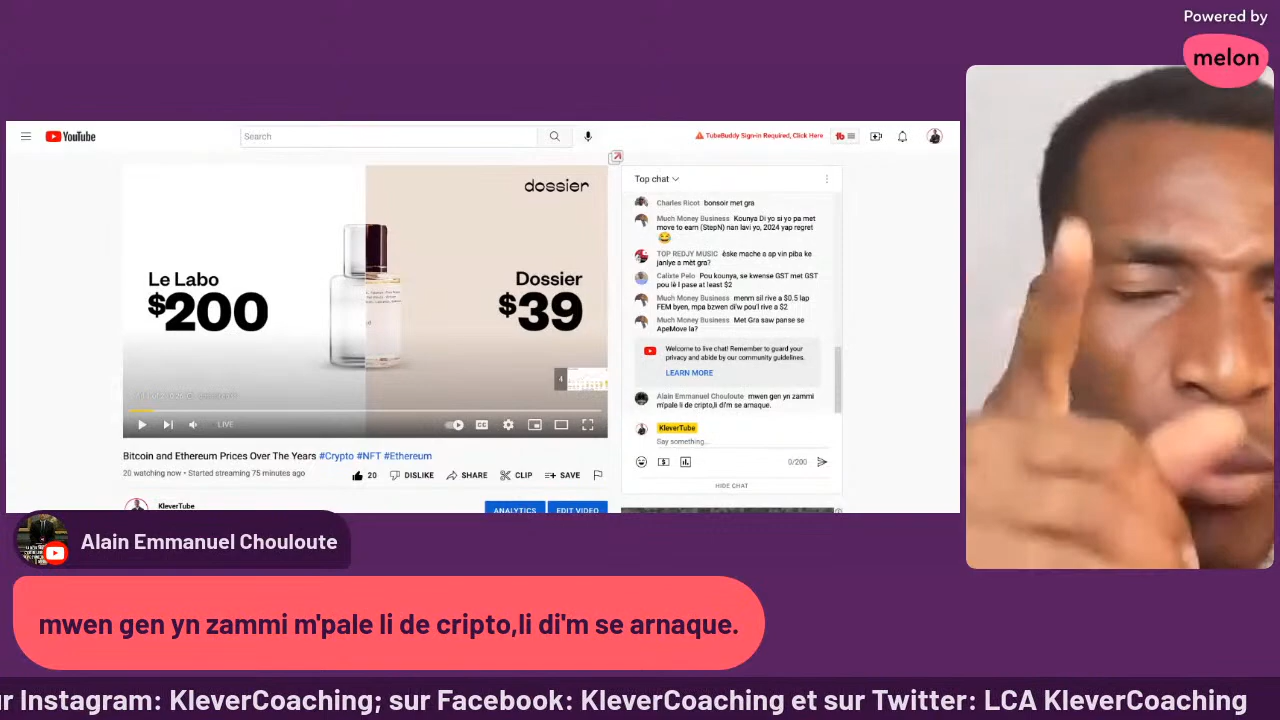 Powered by
melon
YouTube
Search
TubeBuddy Sign-in Required, Click Here
tb
dossier
Le Labo
$200
Dossier
$39
4
LIVE
Bitcoin and Ethereum Prices Over The Years #Crypto #NFT #Ethereum
20 watching now • Started streaming 75 minutes ago
20
DISLIKE
SHARE
CLIP
SAVE
KleverTube
ANALYTICS
EDIT VIDEO
Top chat
Charles Ricot bonsoir met gra
Much Money Business Kounya Di yo si yo pa met
move to earn (StepN) nan lavi yo, 2024 yap regret
TOP REDJY MUSIC èske mache a ap vin piba ke
janiye a mèt gra?
Calixte Pelo Pou kounya, se kwense GST met GST
pou lè l pase at least $2
Much Money Business menm sil rive a $0.5 lap
FEM byen, mpa bzwen di'w pou'l rive a $2
Much Money Business Met Gra saw panse se
ApeMove la?
Welcome to live chat! Remember to guard your
privacy and abide by our community guidelines.
LEARN MORE
Alain Emmanuel Chouloute mwen gen yn zammi
m'pale li de cripto,li di'm se arnaque.
KleverTube
Say something...
0/200
HIDE CHAT
Alain Emmanuel Chouloute
mwen gen yn zammi m'pale li de cripto,li di'm se arnaque.
ur Instagram: KleverCoaching; sur Facebook: KleverCoaching et sur Twitter: LCA KleverCoaching